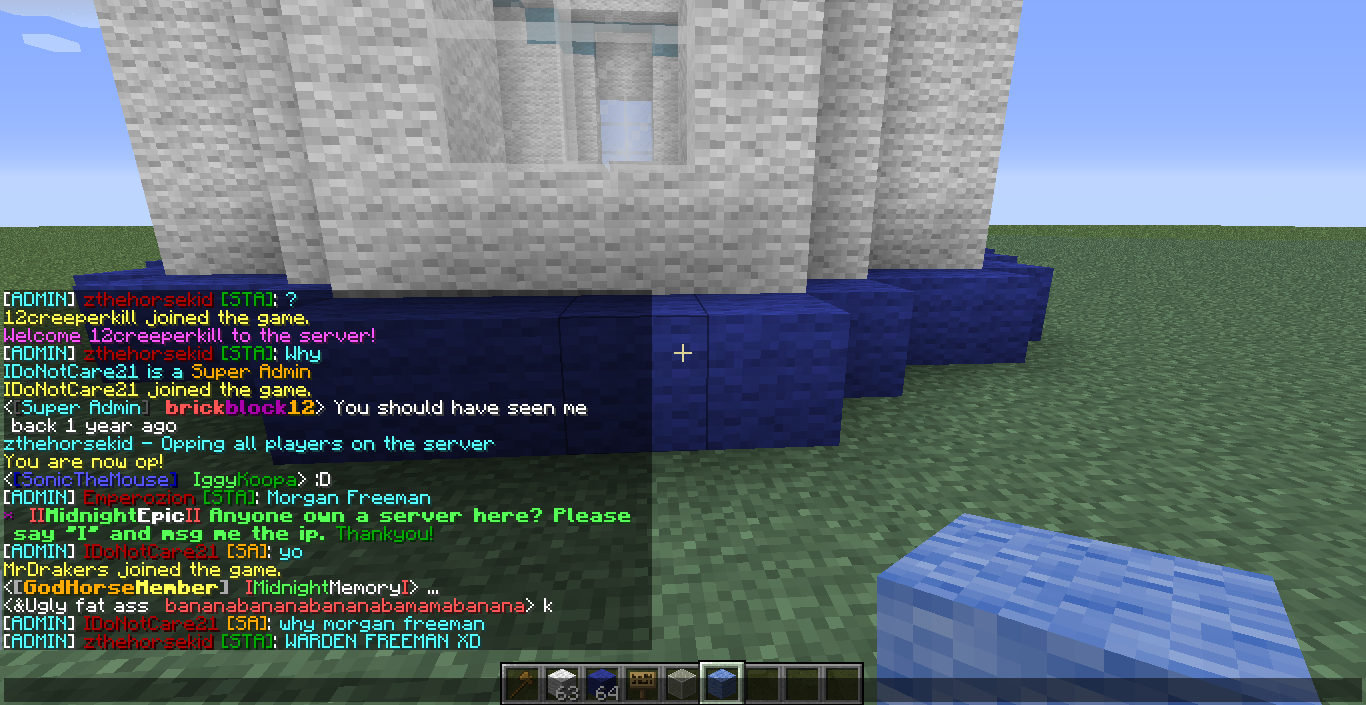 [ADMIN] zthehorsekid [STA]: ?
12creeperkill joined the game.
Welcome 12creeperkill to the server!
[ADMIN] zthehorsekid [STA]: Why
IDoNotCare21 is a Super Admin
IDoNotCare21 joined the game.
<[Super Admin] brickblock12> You should have seen me
back 1 year ago
zthehorsekid - Opping all players on the server
You are now op!
<[SonicTheMouse] IggyKoopa> :D
[ADMIN] Emperozion [STA]: Morgan Freeman
* IIMidnightEpicII Anyone own a server here? Please
say "I" and msg me the ip. Thankyou!
[ADMIN] IDoNotCare21 [SA]: yo
MrDrakers joined the game.
<[GodHorseMember] IMidnightMemoryI> ...
<&Ugly fat ass bananabananabananabamamabanana> k
[ADMIN] IDoNotCare21 [SA]: why morgan freeman
[ADMIN] zthehorsekid [STA]: WARDEN FREEMAN XD
63 64